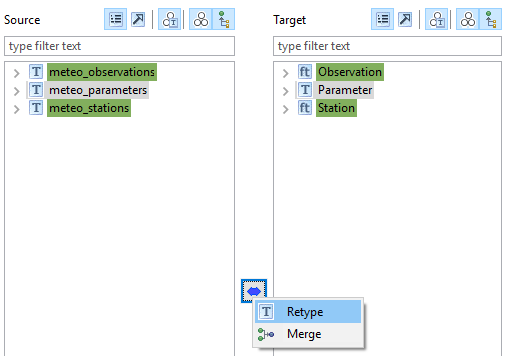 Source
type filter text
T meteo_observations
T meteo_parameters
T meteo_stations
Target
type filter text
ft Observation
T Parameter
ft Station
T Retype
Merge